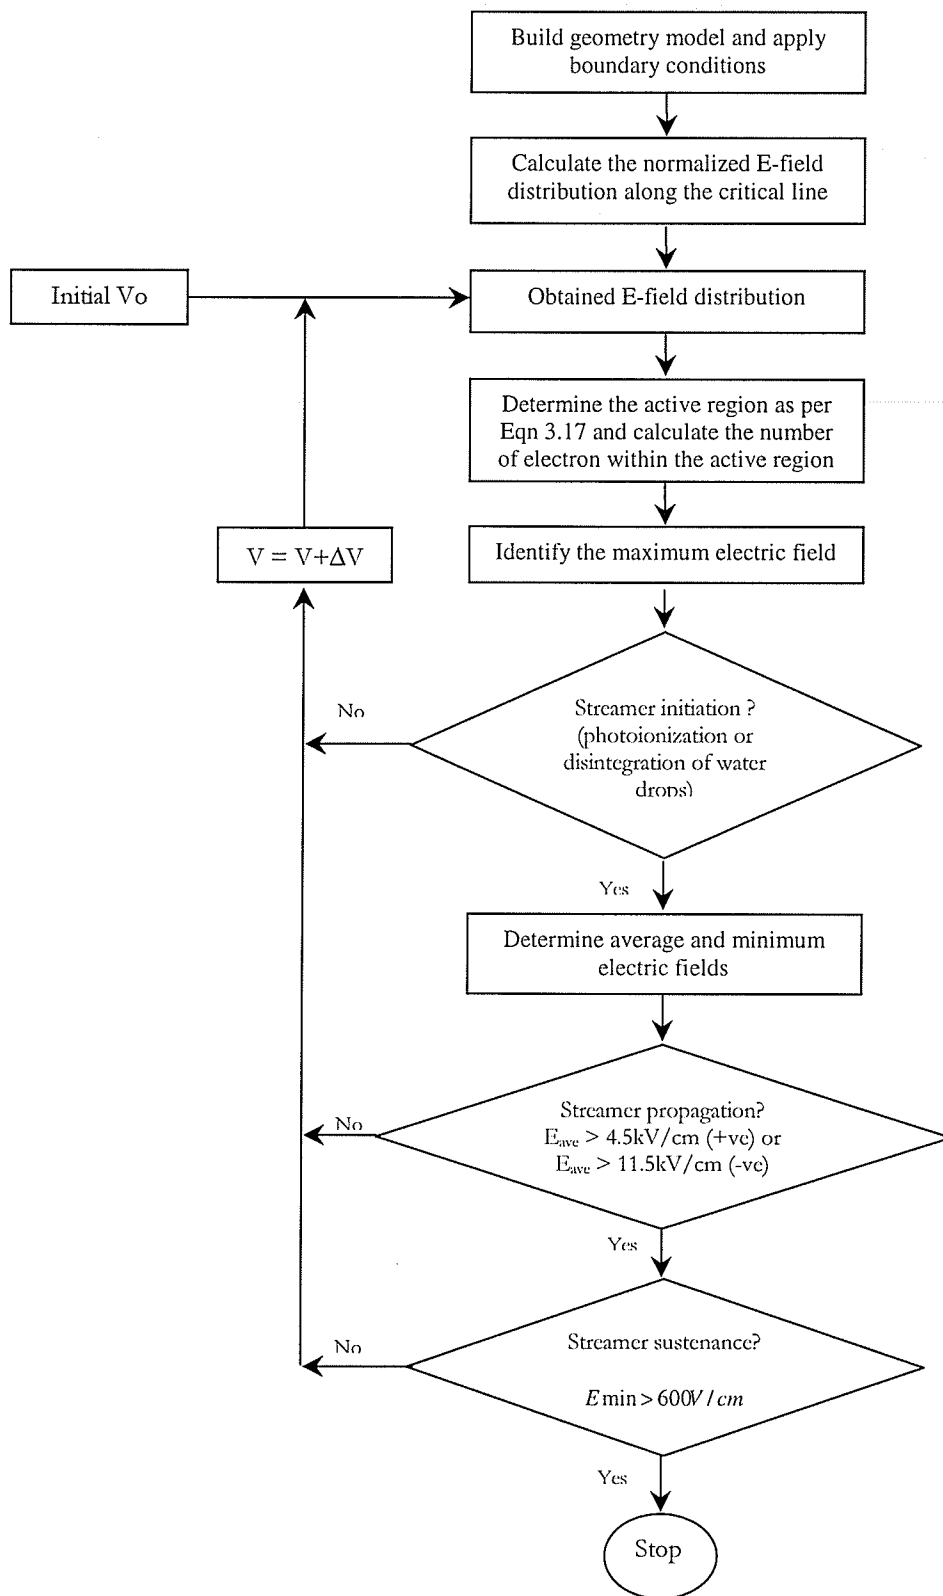 Build geometry model and apply
boundary conditions
Calculate the normalized E-field
distribution along the critical line
Initial Vo
Obtained E-field distribution
Determine the active region as per
Eqn 3.17 and calculate the number
of electron within the active region
V = V+ΔV
Identify the maximum electric field
No
Streamer initiation ?
(photoionization or
disintegration of water
drops)
Yes
Determine average and minimum
electric fields
No
Streamer propagation?
Eave > 4.5kV/cm (+ve) or
Eave > 11.5kV/cm (-ve)
Yes
No
Streamer sustenance?
Emin > 600V / cm
Yes
Stop